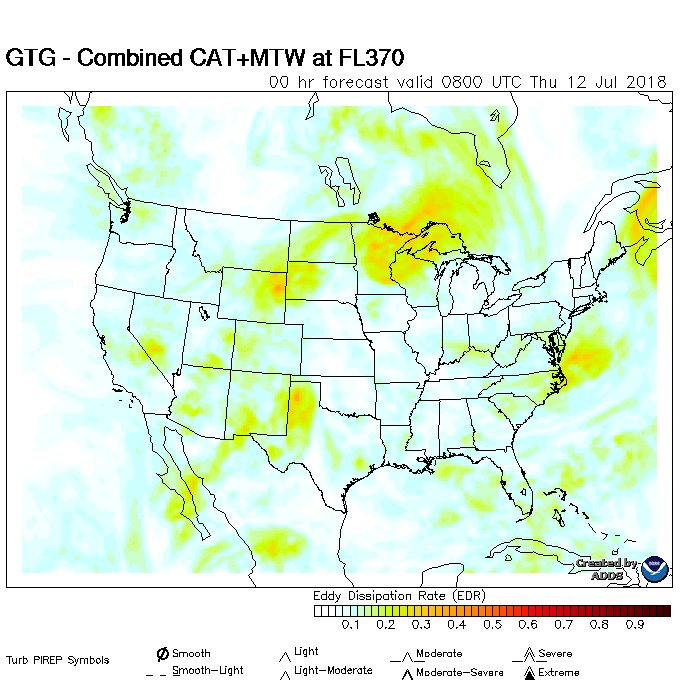 GTG - Combined CAT+MTW at FL370
00 hr forecast valid 0800 UTC Thu 12 Jul 2018
Created by
ADDS
Eddy Dissipation Rate (EDR)
0.1 0.2 0.3 0.4 0.5 0.6 0.7 0.8 0.9
Turb PIREP Symbols
Smooth Light Moderate Severe
Smooth-Light Light-Moderate Moderate-Severe Extreme